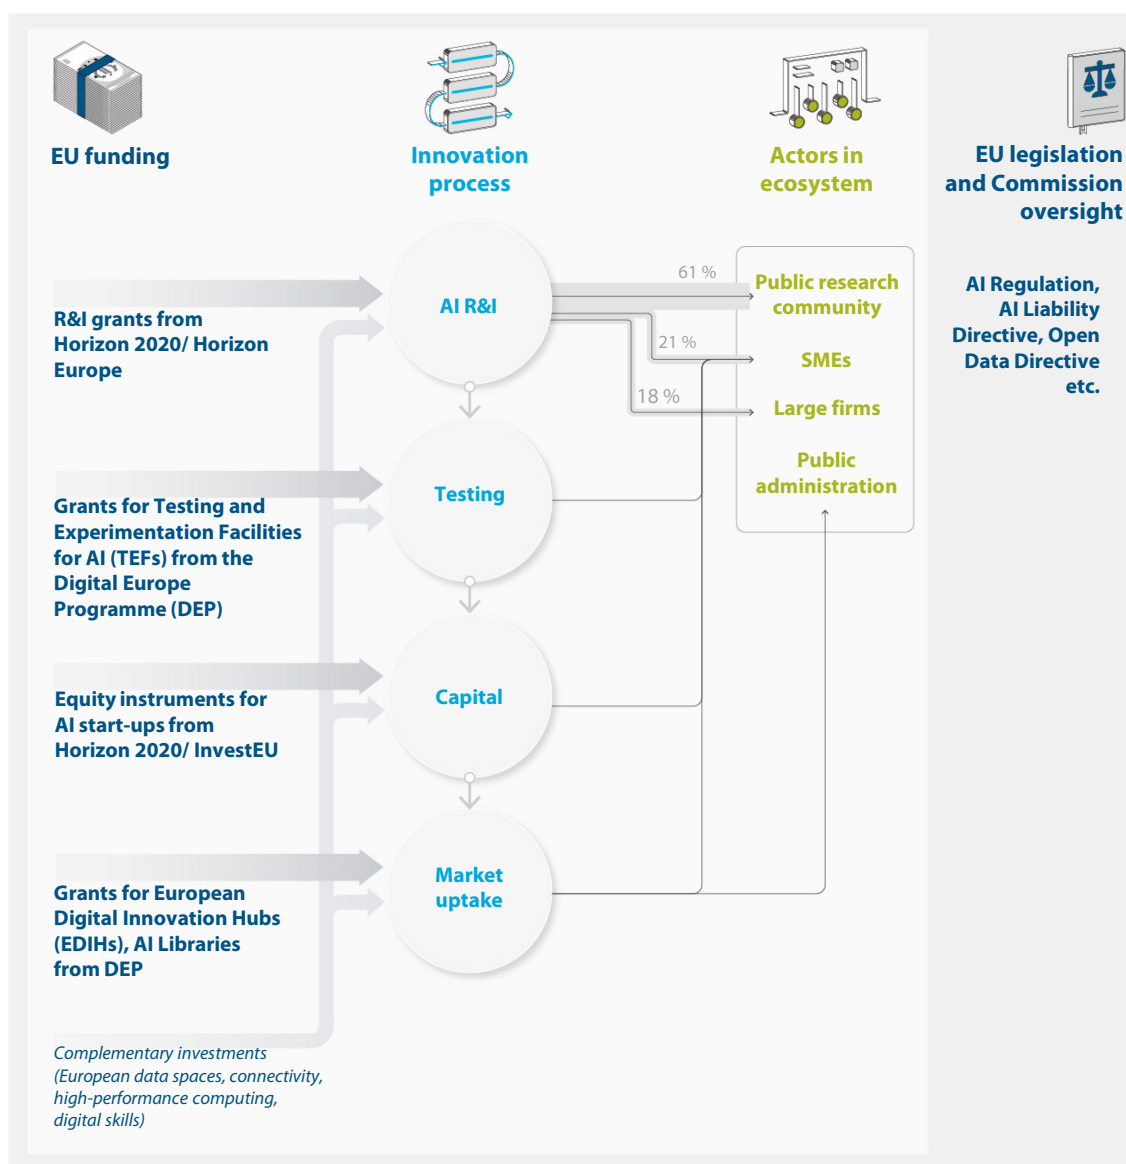 EU funding
Innovation
process
Actors in
ecosystem
EU legislation
and Commission
oversight
R&I grants from
Horizon 2020/ Horizon
Europe
AI R&I
61 %
21 %
18 %
Public research
community
SMEs
Large firms
Public
administration
AI Regulation,
AI Liability
Directive, Open
Data Directive
etc.
Grants for Testing and
Experimentation Facilities
for AI (TEFs) from the
Digital Europe
Programme (DEP)
Testing
Equity instruments for
AI start-ups from
Horizon 2020/ InvestEU
Capital
Grants for European
Digital Innovation Hubs
(EDIHs), AI Libraries
from DEP
Market
uptake
Complementary investments
(European data spaces, connectivity,
high-performance computing,
digital skills)